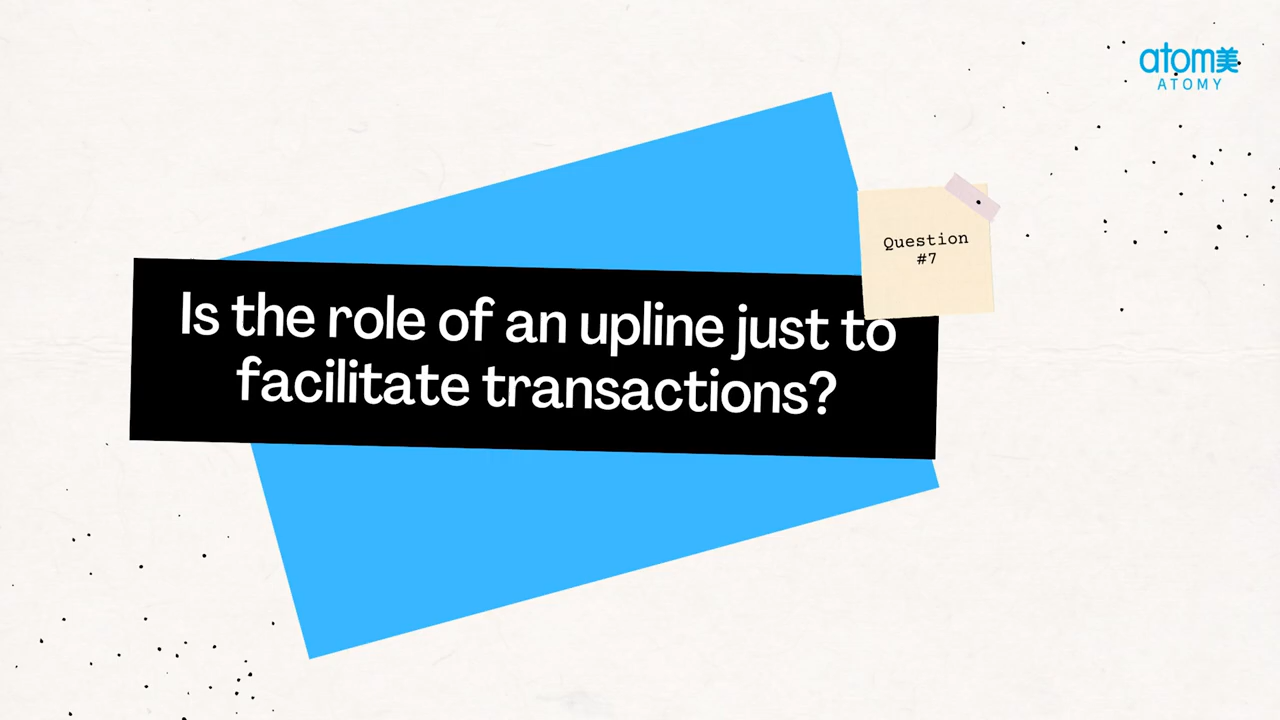 atom美
ATOMY
Question
#7
Is the role of an upline just to
facilitate transactions?